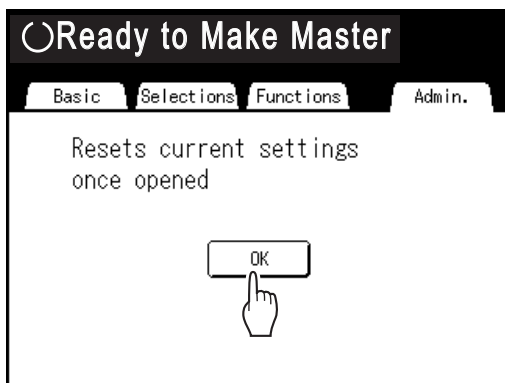 Ready to Make Master
Basic Selections Functions Admin.
Resets current settings
once opened
OK